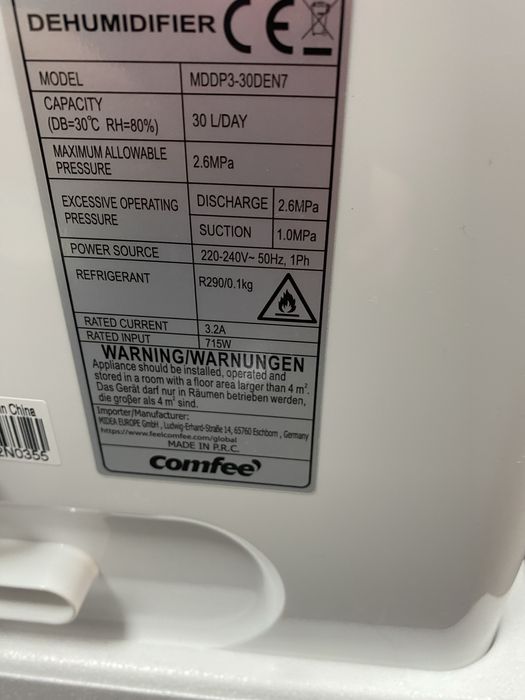 DEHUMIDIFIER CE
MODEL MDDP3-30DEN7
CAPACITY
(DB=30℃ RH=80%) 30 L/DAY
MAXIMUM ALLOWABLE
PRESSURE 2.6MPa
EXCESSIVE OPERATING
PRESSURE
DISCHARGE 2.6MPa
SUCTION 1.0MPa
POWER SOURCE 220-240V~ 50Hz, 1Ph
REFRIGERANT R290/0.1kg
RATED CURRENT 3.2A
RATED INPUT 715W
WARNING/WARNUNGEN
Appliance should be installed, operated and
stored in a room with a floor area larger than 4 m².
Das Gerät darf nur in Räumen betrieben werden,
die großer als 4 m² sind.
Importer/Manufacturer:
MIDEA EUROPE GmbH , Ludwig-Erhard-Straße 14, 65760 Eschborn , Germany
https://www.feelcomfee.com/global
MADE IN P.R.C.
comfee'
in China
2N0355